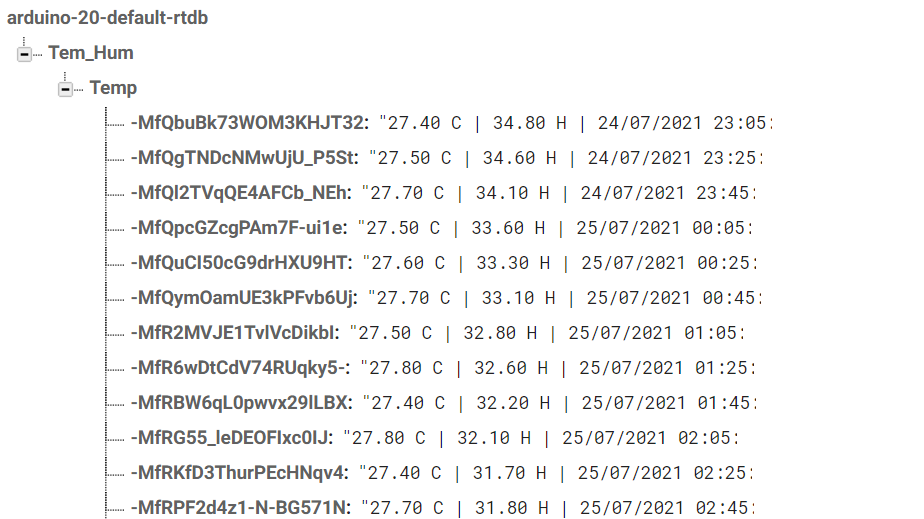 arduino-20-default-rtdb
Tem_Hum
Temp
-MfQbuBk73WOM3KHJT32: "27.40 C | 34.80 H | 24/07/2021 23:05:
-MfQgTNDcNMwUjU_P5St: "27.50 C | 34.60 H | 24/07/2021 23:25:
-MfQl2TVqQE4AFCb_NEh: "27.70 C | 34.10 H | 24/07/2021 23:45:
-MfQpcGZcgPAm7F-ui1e: "27.50 C | 33.60 H | 25/07/2021 00:05:
-MfQuCI50cG9drHXU9HT: "27.60 C | 33.30 H | 25/07/2021 00:25:
-MfQymOamUE3kPFvb6Uj: "27.70 C | 33.10 H | 25/07/2021 00:45:
-MfR2MVJE1TvlVcDikbI: "27.50 C | 32.80 H | 25/07/2021 01:05:
-MfR6wDtCdV74RUqky5-: "27.80 C | 32.60 H | 25/07/2021 01:25:
-MfRBW6qL0pwvx29ILBX: "27.40 C | 32.20 H | 25/07/2021 01:45:
-MfRG55_leDEOFlxc0IJ: "27.80 C | 32.10 H | 25/07/2021 02:05:
-MfRKfD3ThurPEcHNqv4: "27.40 C | 31.70 H | 25/07/2021 02:25:
-MfRPF2d4z1-N-BG571N: "27.70 C | 31.80 H | 25/07/2021 02:45: